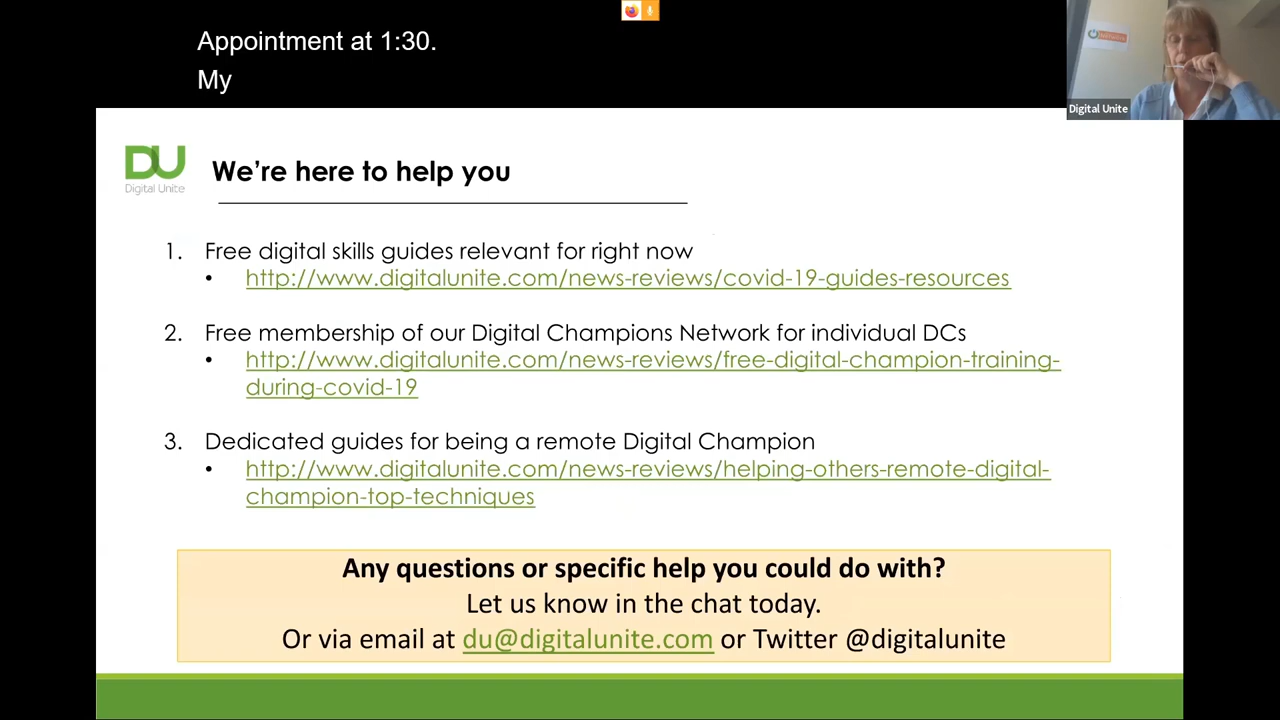 Appointment at 1:30.
My
Digital Unite
DU
Digital Unite
We're here to help you
1. Free digital skills guides relevant for right now
• http://www.digitalunite.com/news-reviews/covid-19-guides-resources
2. Free membership of our Digital Champions Network for individual DCs
• http://www.digitalunite.com/news-reviews/free-digital-champion-training-
during-covid-19
3. Dedicated guides for being a remote Digital Champion
• http://www.digitalunite.com/news-reviews/helping-others-remote-digital-
champion-top-techniques
Any questions or specific help you could do with?
Let us know in the chat today.
Or via email at du@digitalunite.com or Twitter @digitalunite